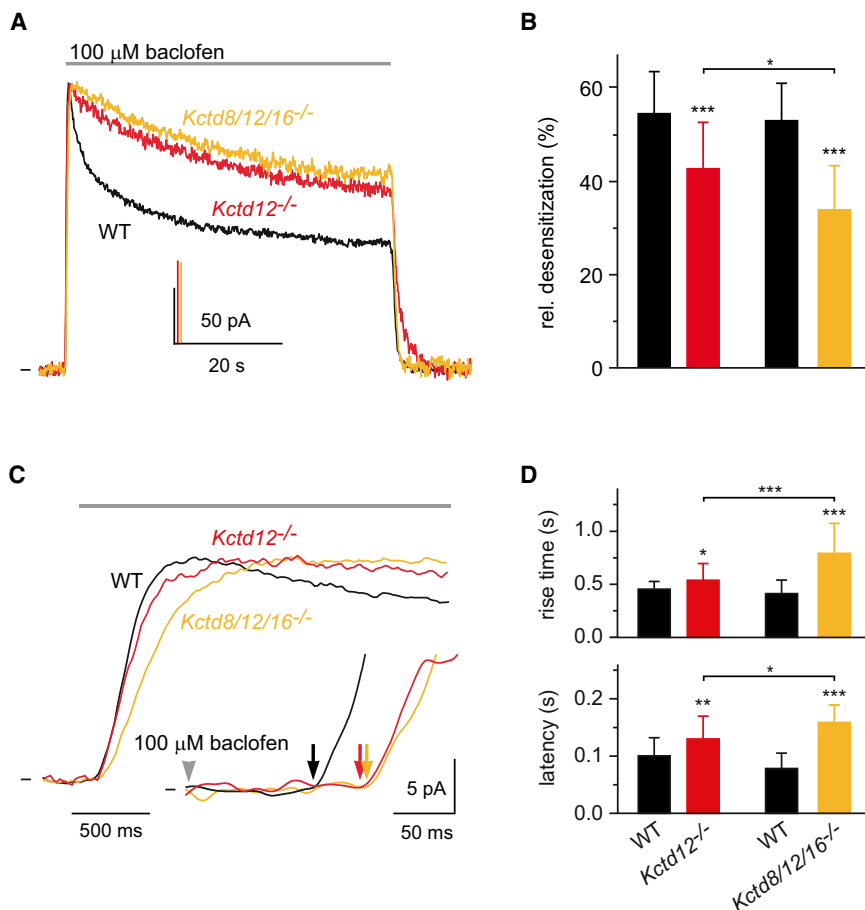 A
100 μM baclofen
Kctd8/12/16-/-
Kctd12-/-
WT
50 pA
20 s
–
B
rel. desensitization (%)
60
40
20
0
***
*
***
C
Kctd12-/-
WT
Kctd8/12/16-/-
100 μM baclofen
–
–
5 pA
500 ms
50 ms
D
rise time (s)
1.0
0.5
0.0
*
***
***
latency (s)
0.2
0.1
0.0
**
*
***
WT
Kctd12-/-
WT
Kctd8/12/16-/-